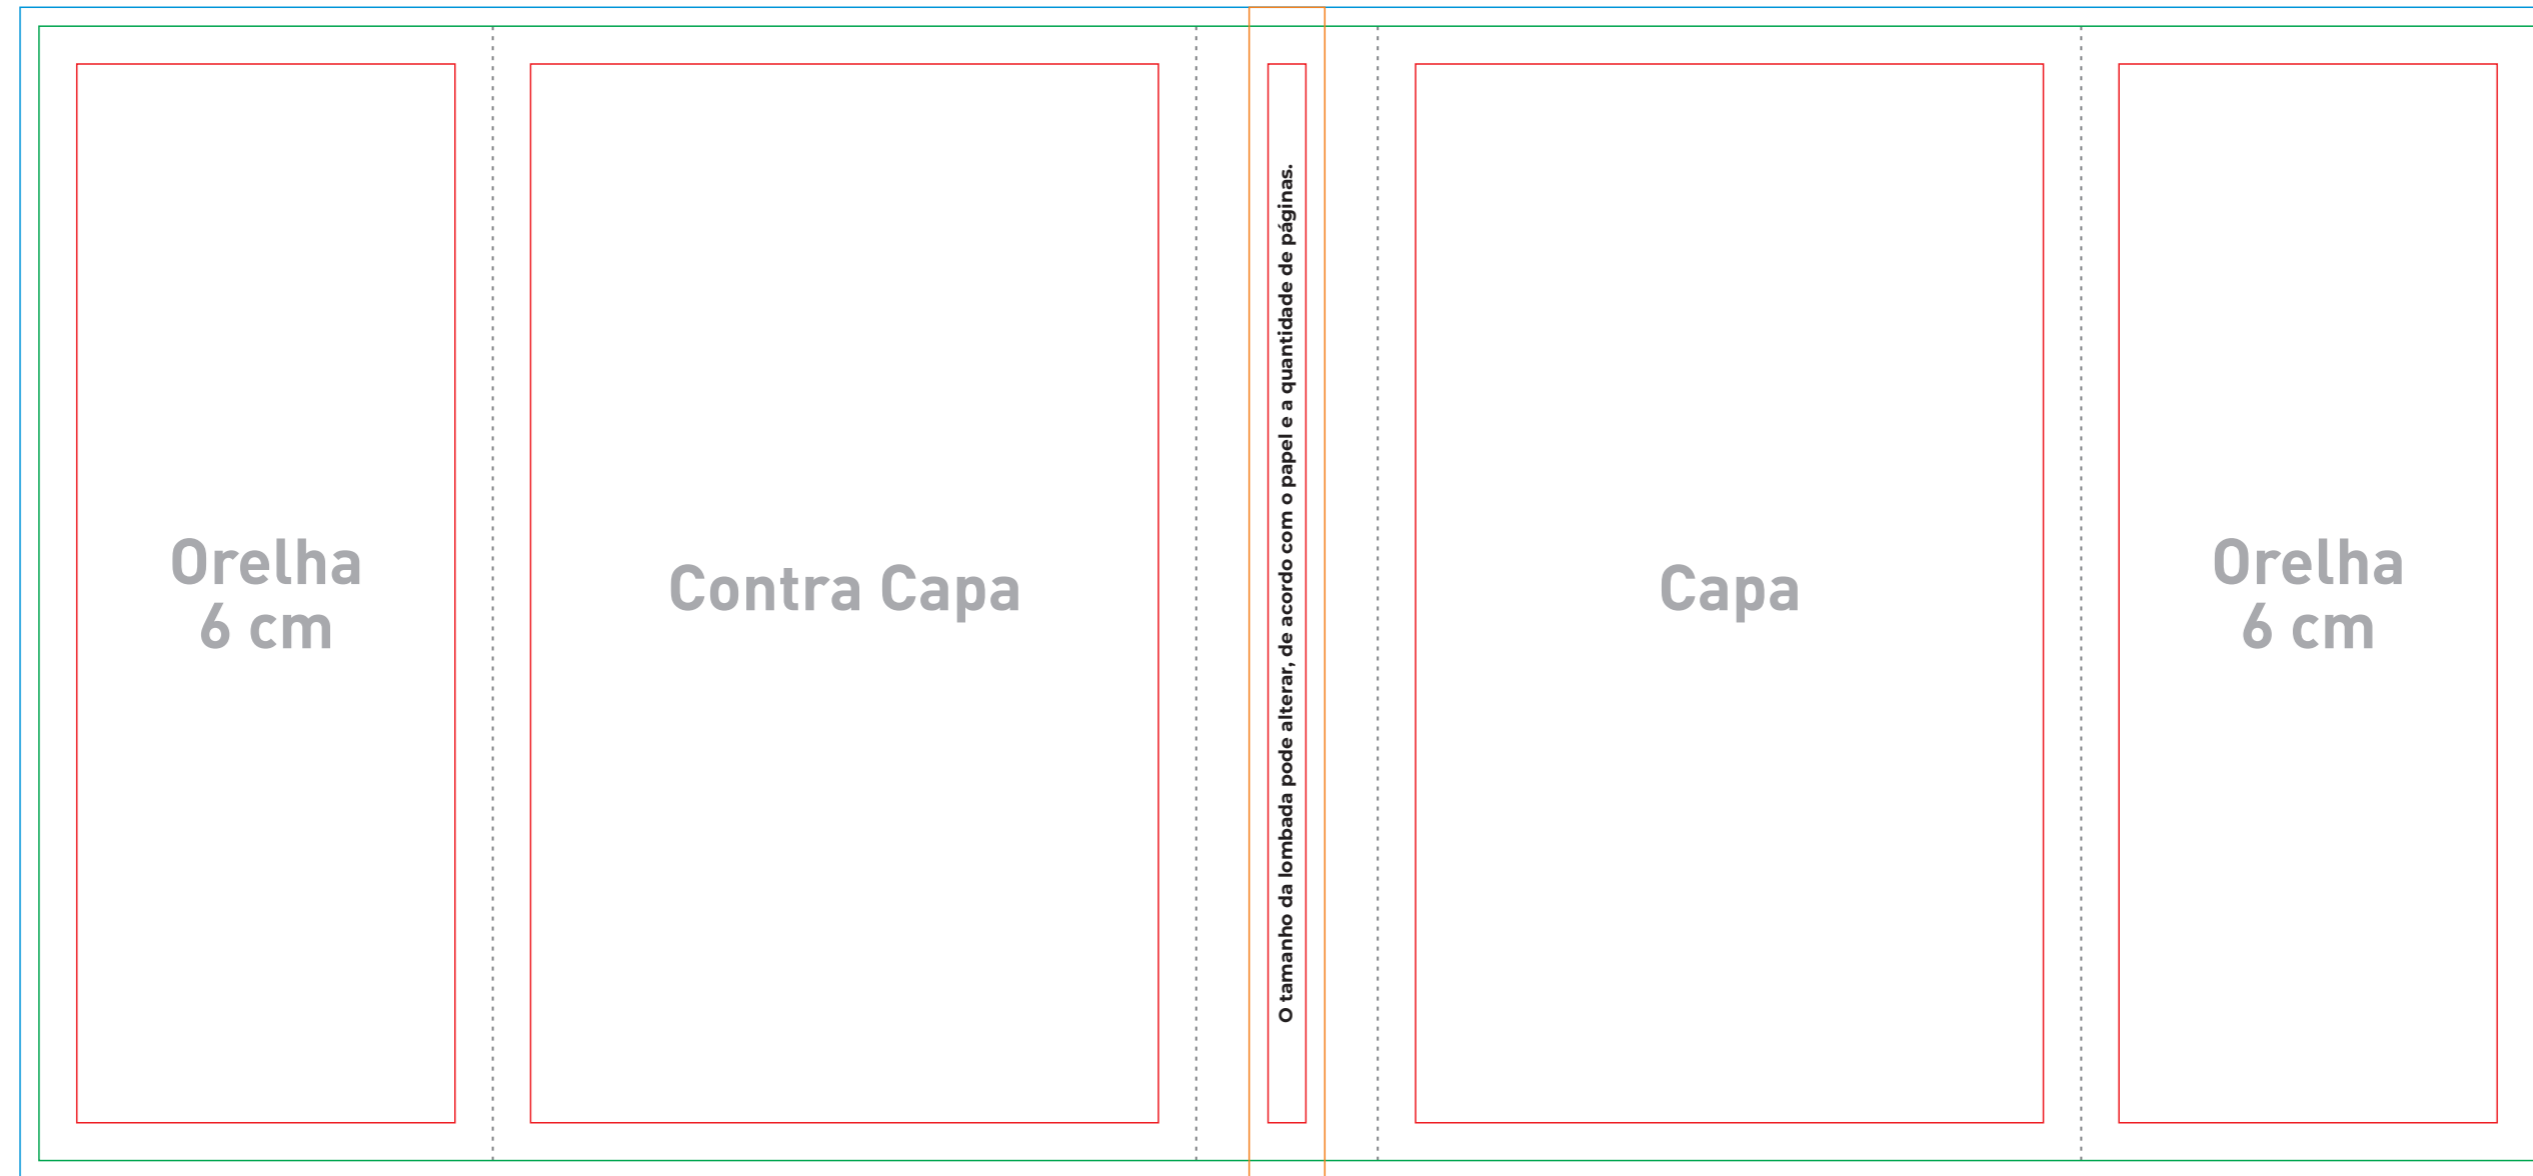 Orelha
6 cm
Contra Capa
O tamanho da lombada pode alterar, de acordo com o papel e a quantidade de páginas.
Capa
Orelha
6 cm